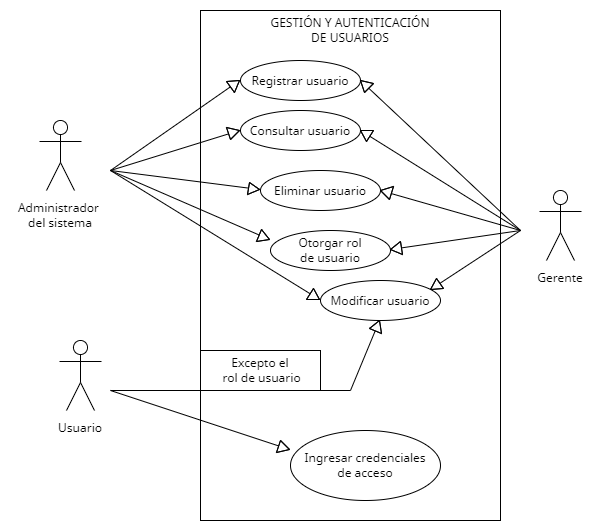 GESTIÓN Y AUTENTICACIÓN
DE USUARIOS
Registrar usuario
Consultar usuario
Eliminar usuario
Administrador
del sistema
Otorgar rol
de usuario
Gerente
Modificar usuario
Excepto el
rol de usuario
Usuario
Ingresar credenciales
de acceso